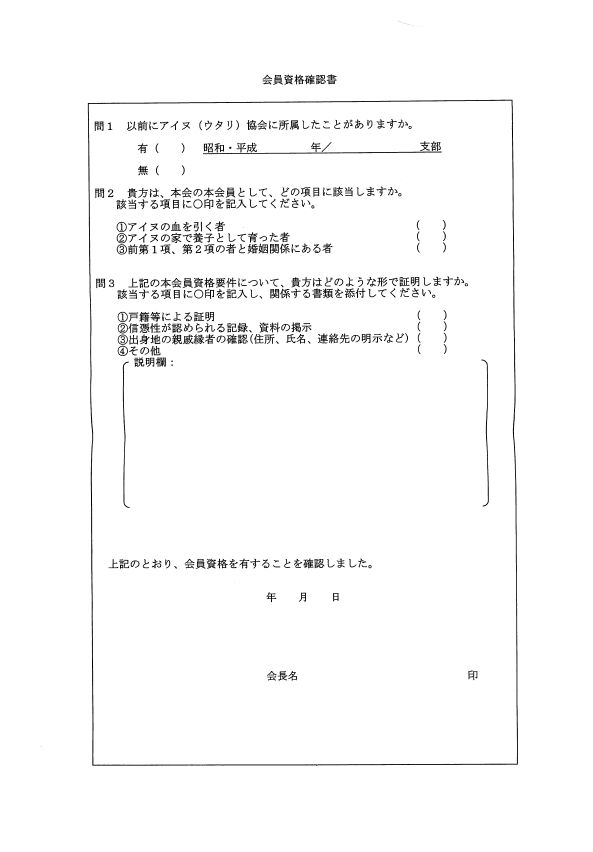 会員資格確認書
問１　以前にアイヌ（ウタリ）協会に所属したことがありますか。
有（　　）　昭和・平成　　　　　年／　　　　　　　　支部
無（　　）
問２　貴方は、本会の本会員として、どの項目に該当しますか。
該当する項目に○印を記入してください。
①アイヌの血を引く者　（　　）
②アイヌの家で養子として育った者　（　　）
③前第１項、第２項の者と婚姻関係にある者　（　　）
問３　上記の本会員資格要件について、貴方はどのような形で証明しますか。
該当する項目に○印を記入し、関係する書類を添付してください。
①戸籍等による証明　（　　）
②信憑性が認められる記録、資料の掲示　（　　）
③出身地の親戚縁者の確認（住所、氏名、連絡先の明示など）（　　）
④その他　（　　）
説明欄：
上記のとおり、会員資格を有することを確認しました。
年　　月　　日
会長名　　　　　　　　　　　　印